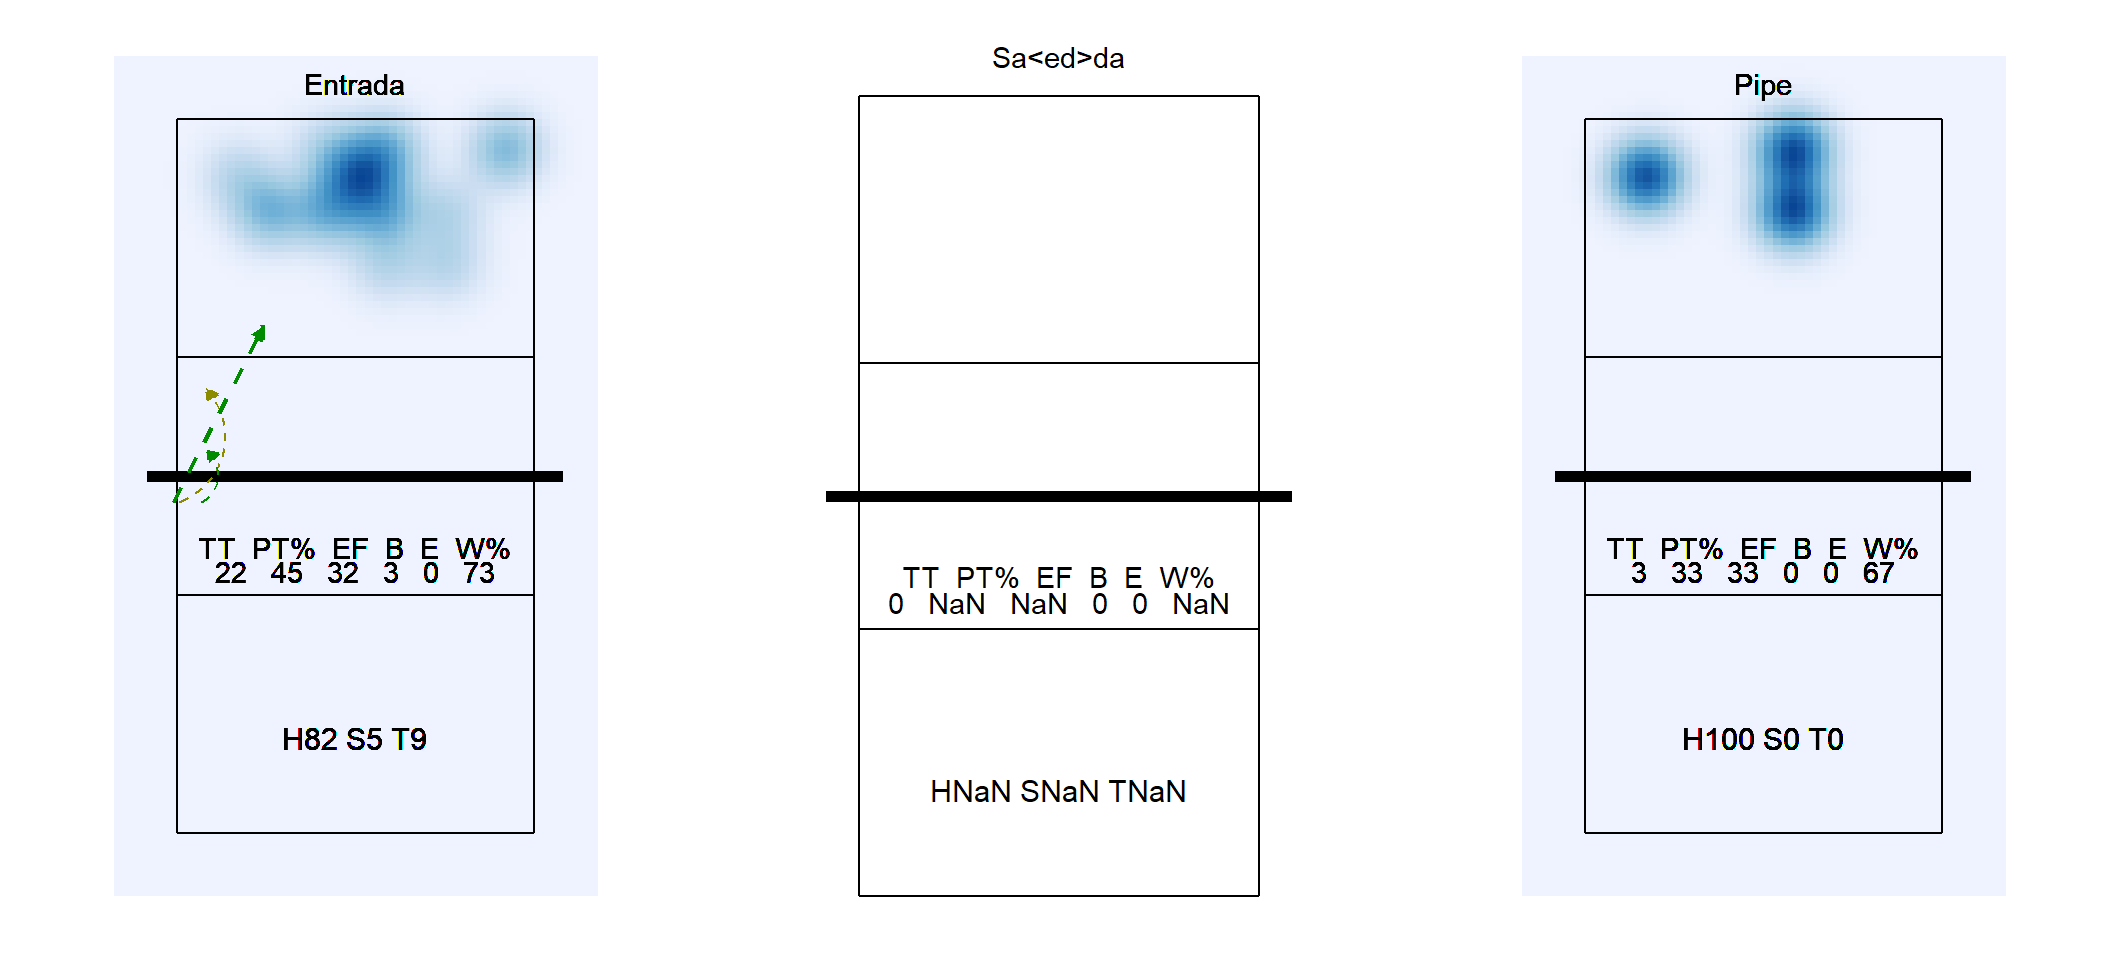 Entrada
TT PT% EF B E W%
22 45 32 3 0 73
H82 S5 T9
Sa<ed>da
TT PT% EF B E W%
0 NaN NaN 0 0 NaN
HNaN SNaN TNaN
Pipe
TT PT% EF B E W%
3 33 33 0 0 67
H100 S0 T0